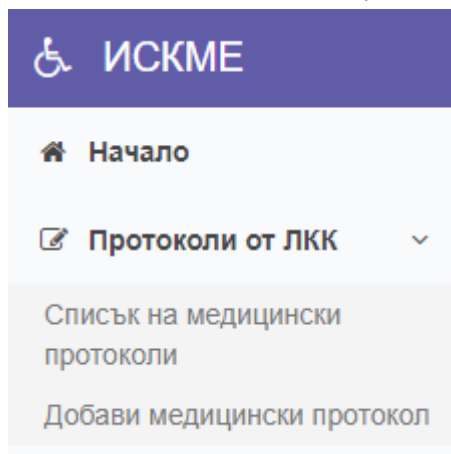 ИСКМЕ
Начало
Протоколи от ЛКК
Списък на медицински
протоколи
Добави медицински протокол